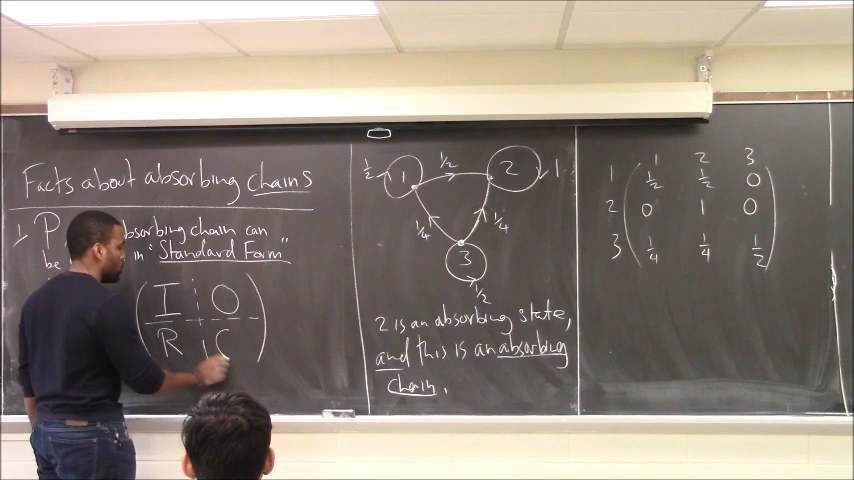 Facts about absorbing chains
1 P bsorbing chain can
be in "Standard Form"
I O
R
1/2 1 1/2 2 1
1/4 1/4
3
1/2
2 is an absorbing state,
and this is an absorbing
chain.
1 2 3
1 1/2 1/2 0
2 0 1 0
3 1/4 1/4 1/2